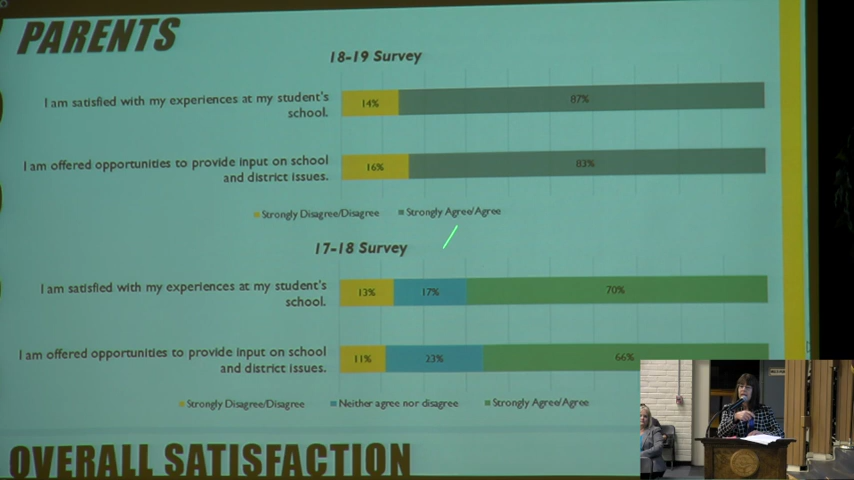 PARENTS
18-19 Survey
I am satisfied with my experiences at my student's
school.
14%
87%
I am offered opportunities to provide input on school
and district issues.
16%
83%
Strongly Disagree/Disagree
Strongly Agree/Agree
17-18 Survey
I am satisfied with my experiences at my student's
school.
13%
17%
70%
I am offered opportunities to provide input on school
and district issues.
11%
23%
66%
Strongly Disagree/Disagree
Neither agree nor disagree
Strongly Agree/Agree
OVERALL SATISFACTION